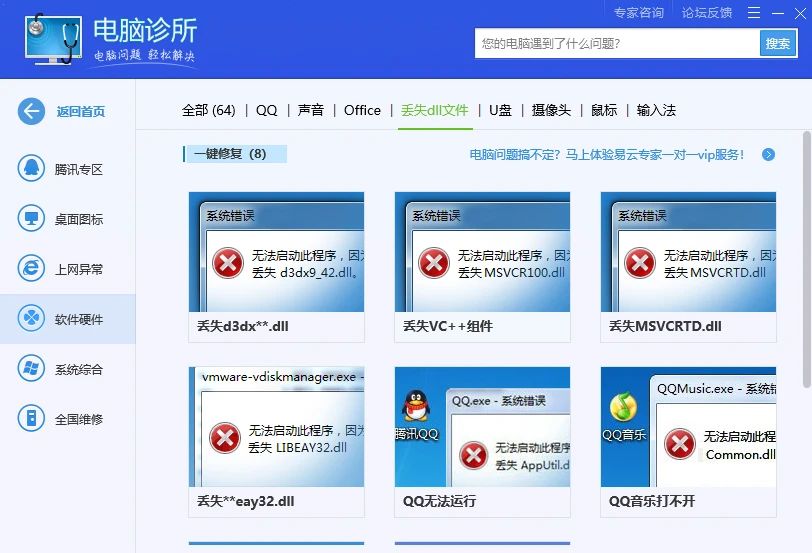 专家咨询 论坛反馈
电脑诊所
电脑问题 轻松解决
您的电脑遇到了什么问题?
搜索
返回首页
腾讯专区
桌面图标
上网异常
软件硬件
系统综合
全国维修
全部 (64) | QQ | 声音 | Office | 丢失dll文件 | U盘 | 摄像头 | 鼠标 | 输入法
一键修复 (8)
电脑问题搞不定？马上体验易云专家一对一vip服务！
系统错误
无法启动此程序，因为
丢失 d3dx9_42.dll。
丢失d3dx**.dll
系统错误
无法启动此程序，因为
丢失 MSVCR100.dll
丢失VC++组件
系统错误
无法启动此程序，因为
丢失 MSVCRTD.dll
丢失MSVCRTD.dll
vmware-vdiskmanager.exe -
无法启动此程序，因为
丢失 LIBEAY32.dll
丢失**eay32.dll
腾讯QQ
QQ.exe - 系统错误
无法启动此程序
丢失 AppUtil.d
QQ无法运行
QQ音乐
QQMusic.exe - 系统错
无法启动此程
Common.dll
QQ音乐打不开